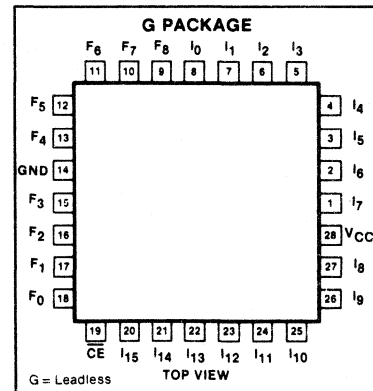 G PACKAGE
F6 F7 F8 I0 I1 I2 I3
11 10 9 8 7 6 5
F5 12 4 I4
F4 13 3 I5
GND 14 2 I6
F3 15 1 I7
F2 16 28 VCC
F1 17 27 I8
F0 18 26 I9
19 20 21 22 23 24 25
CE I15 I14 I13 I12 I11 I10
G = Leadless TOP VIEW